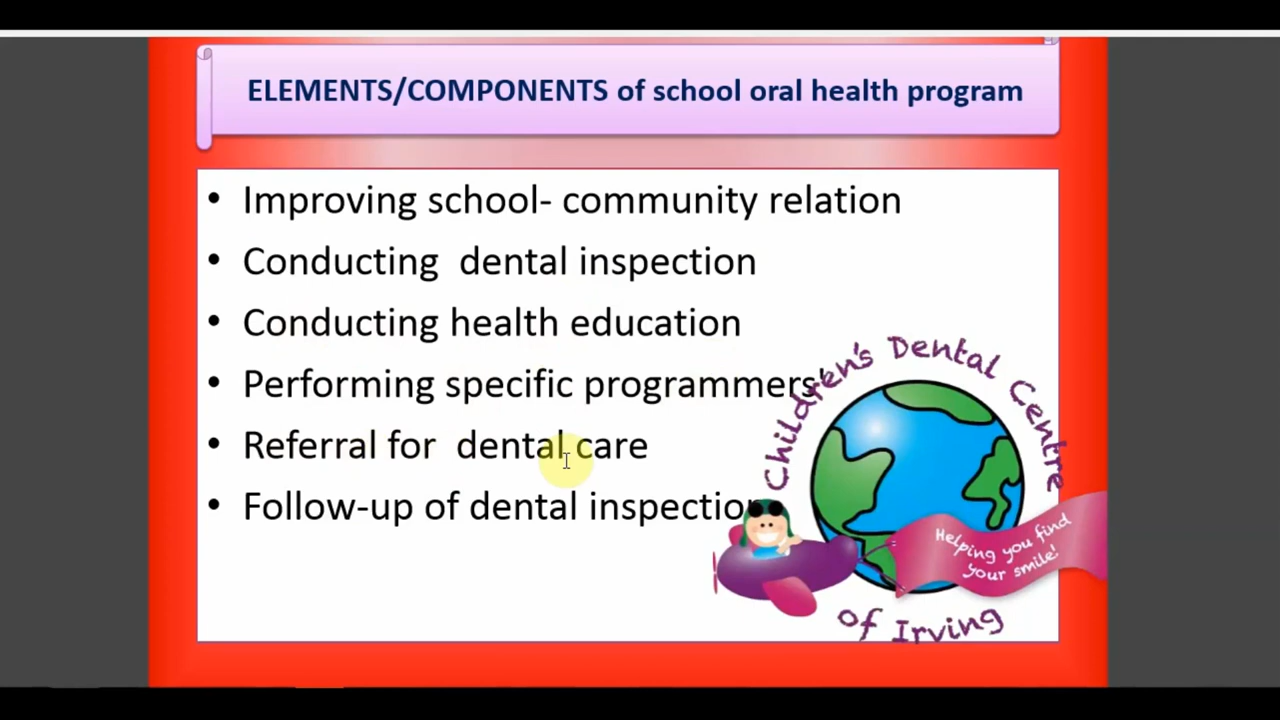 ELEMENTS/COMPONENTS of school oral health program
• Improving school- community relation
• Conducting  dental inspection
• Conducting health education
• Performing specific programmers'
• Referral for  dental care
• Follow-up of dental inspection
Children's Dental Centre
Helping you find
your smile!
of Irving